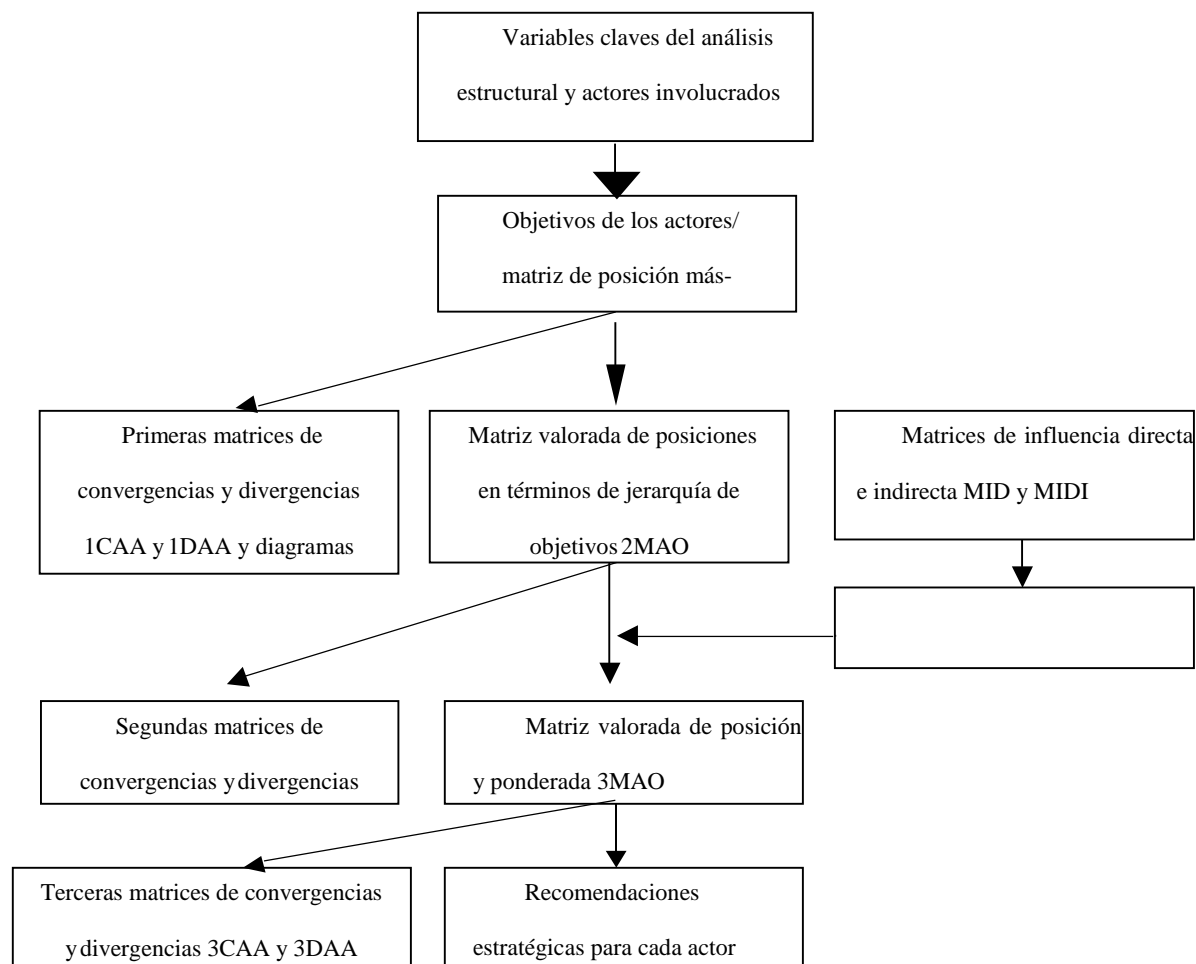 Variables claves del análisis
estructural y actores involucrados
Objetivos de los actores/
matriz de posición más-
Primeras matrices de
convergencias y divergencias
1CAA y 1DAA y diagramas
Matriz valorada de posiciones
en términos de jerarquía de
objetivos 2MAO
Matrices de influencia directa
e indirecta MID y MIDI
Segundas matrices de
convergencias y divergencias
Matriz valorada de posición
y ponderada 3MAO
Terceras matrices de convergencias
y divergencias 3CAA y 3DAA
Recomendaciones
estratégicas para cada actor